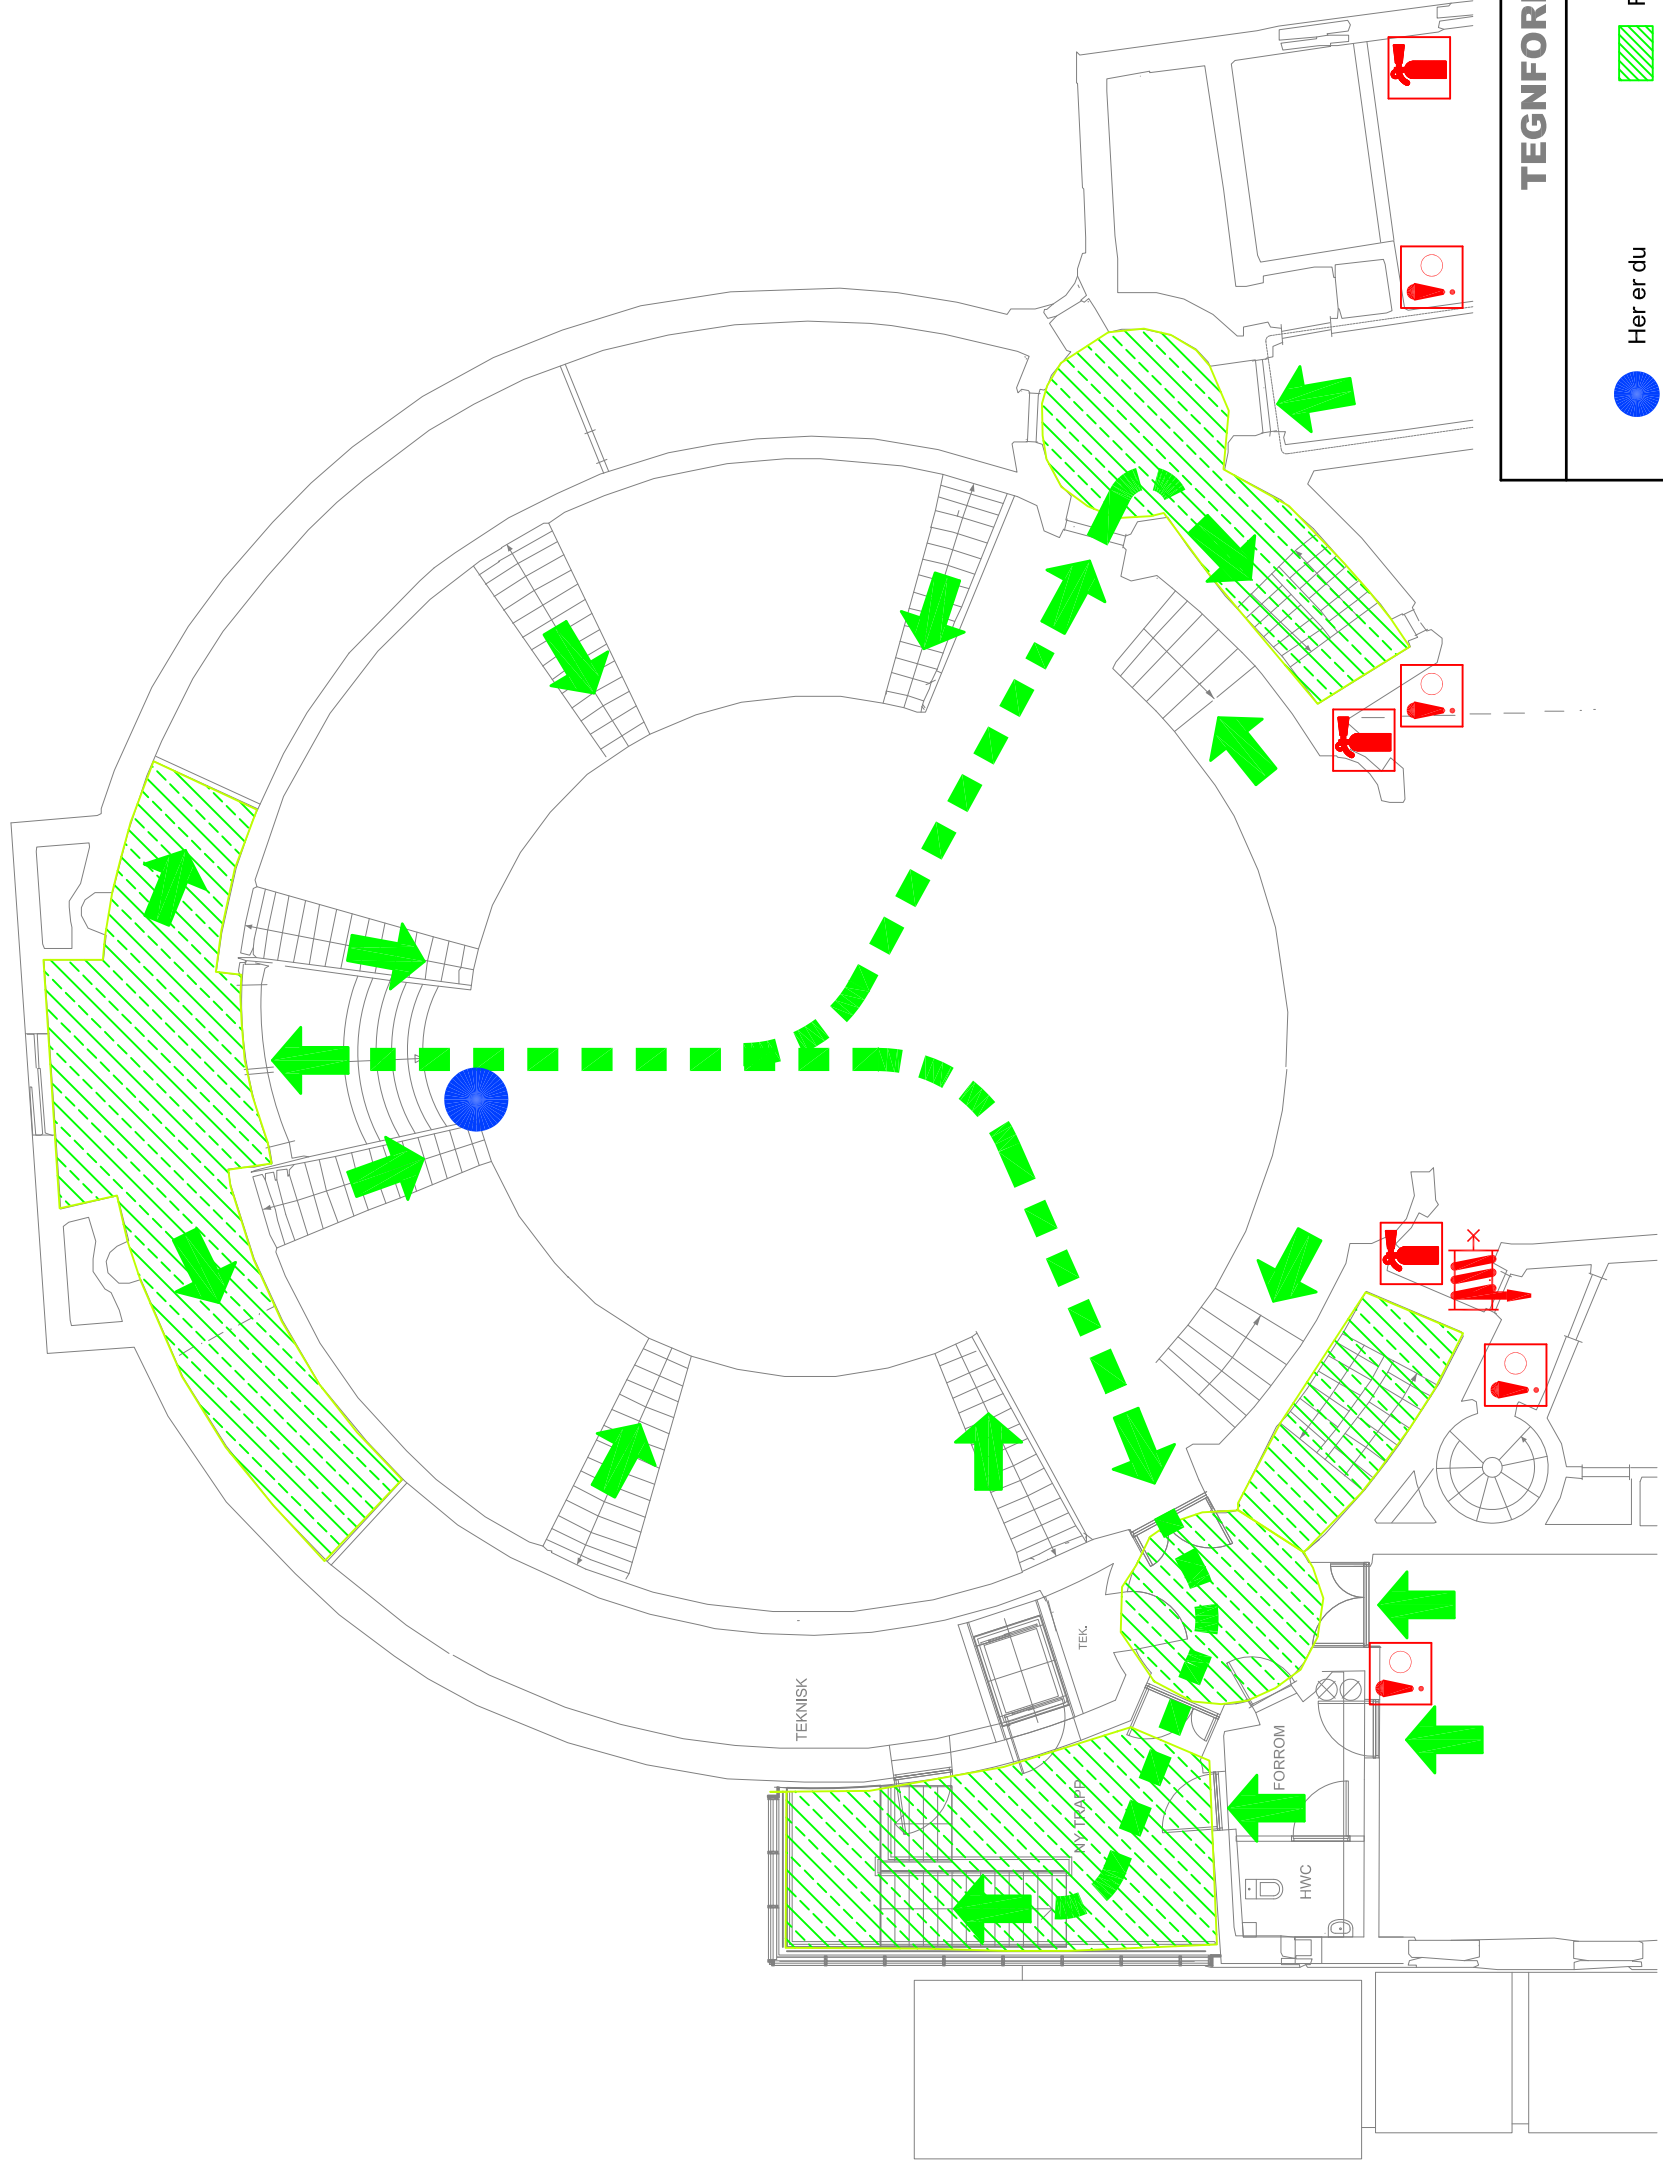 TEGNFOR
Her er du
TEKNISK
TEK.
NY TRAPP
FORROM
HWC